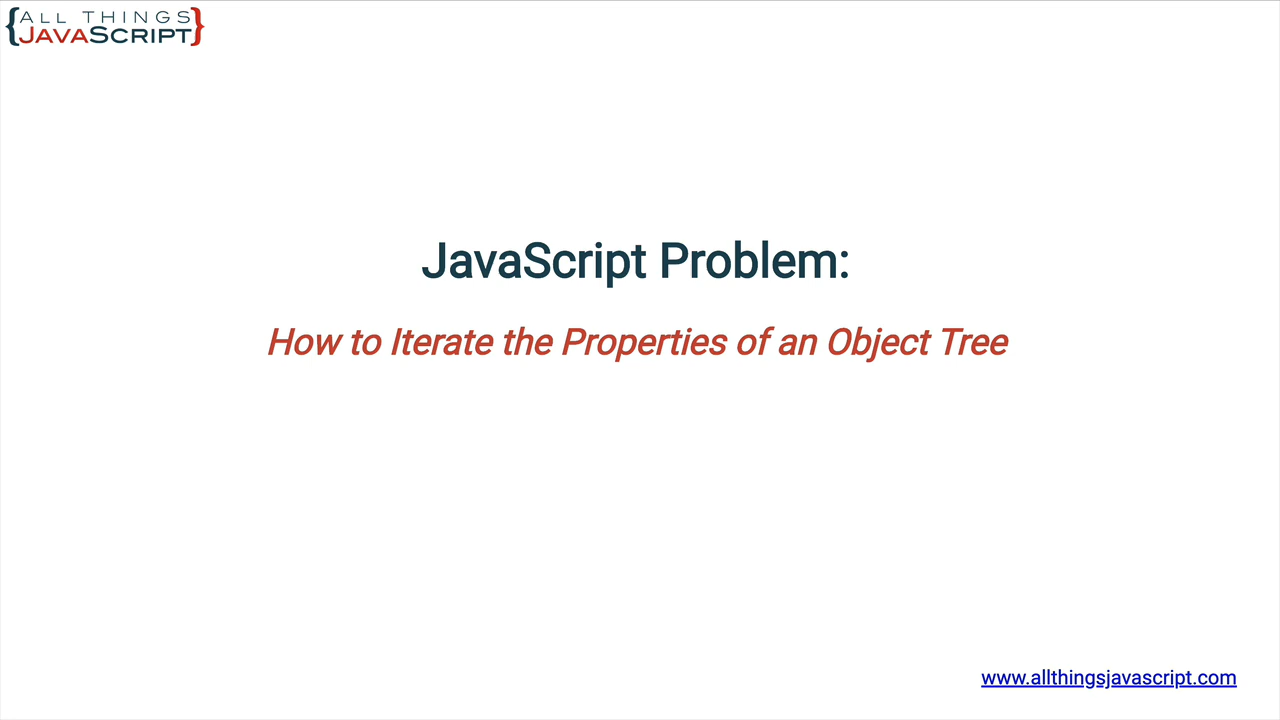 {ALL THINGS
JAVASCRIPT}
JavaScript Problem:
How to Iterate the Properties of an Object Tree
www.allthingsjavascript.com